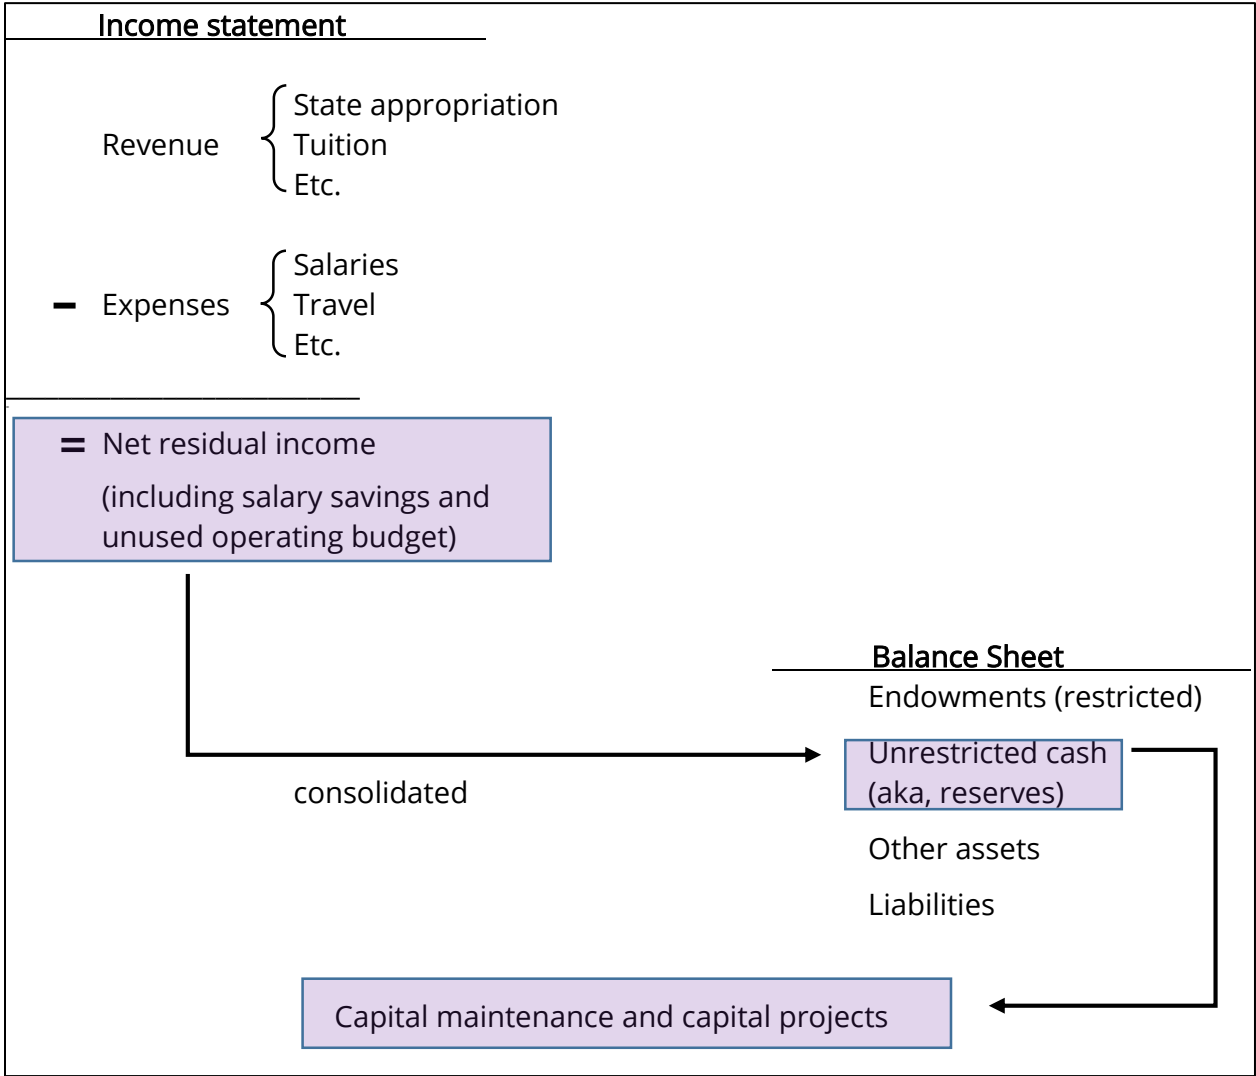 Income statement
Revenue
State appropriation
Tuition
Etc.
– Expenses
Salaries
Travel
Etc.
= Net residual income
(including salary savings and
unused operating budget)
consolidated
Balance Sheet
Endowments (restricted)
Unrestricted cash
(aka, reserves)
Other assets
Liabilities
Capital maintenance and capital projects